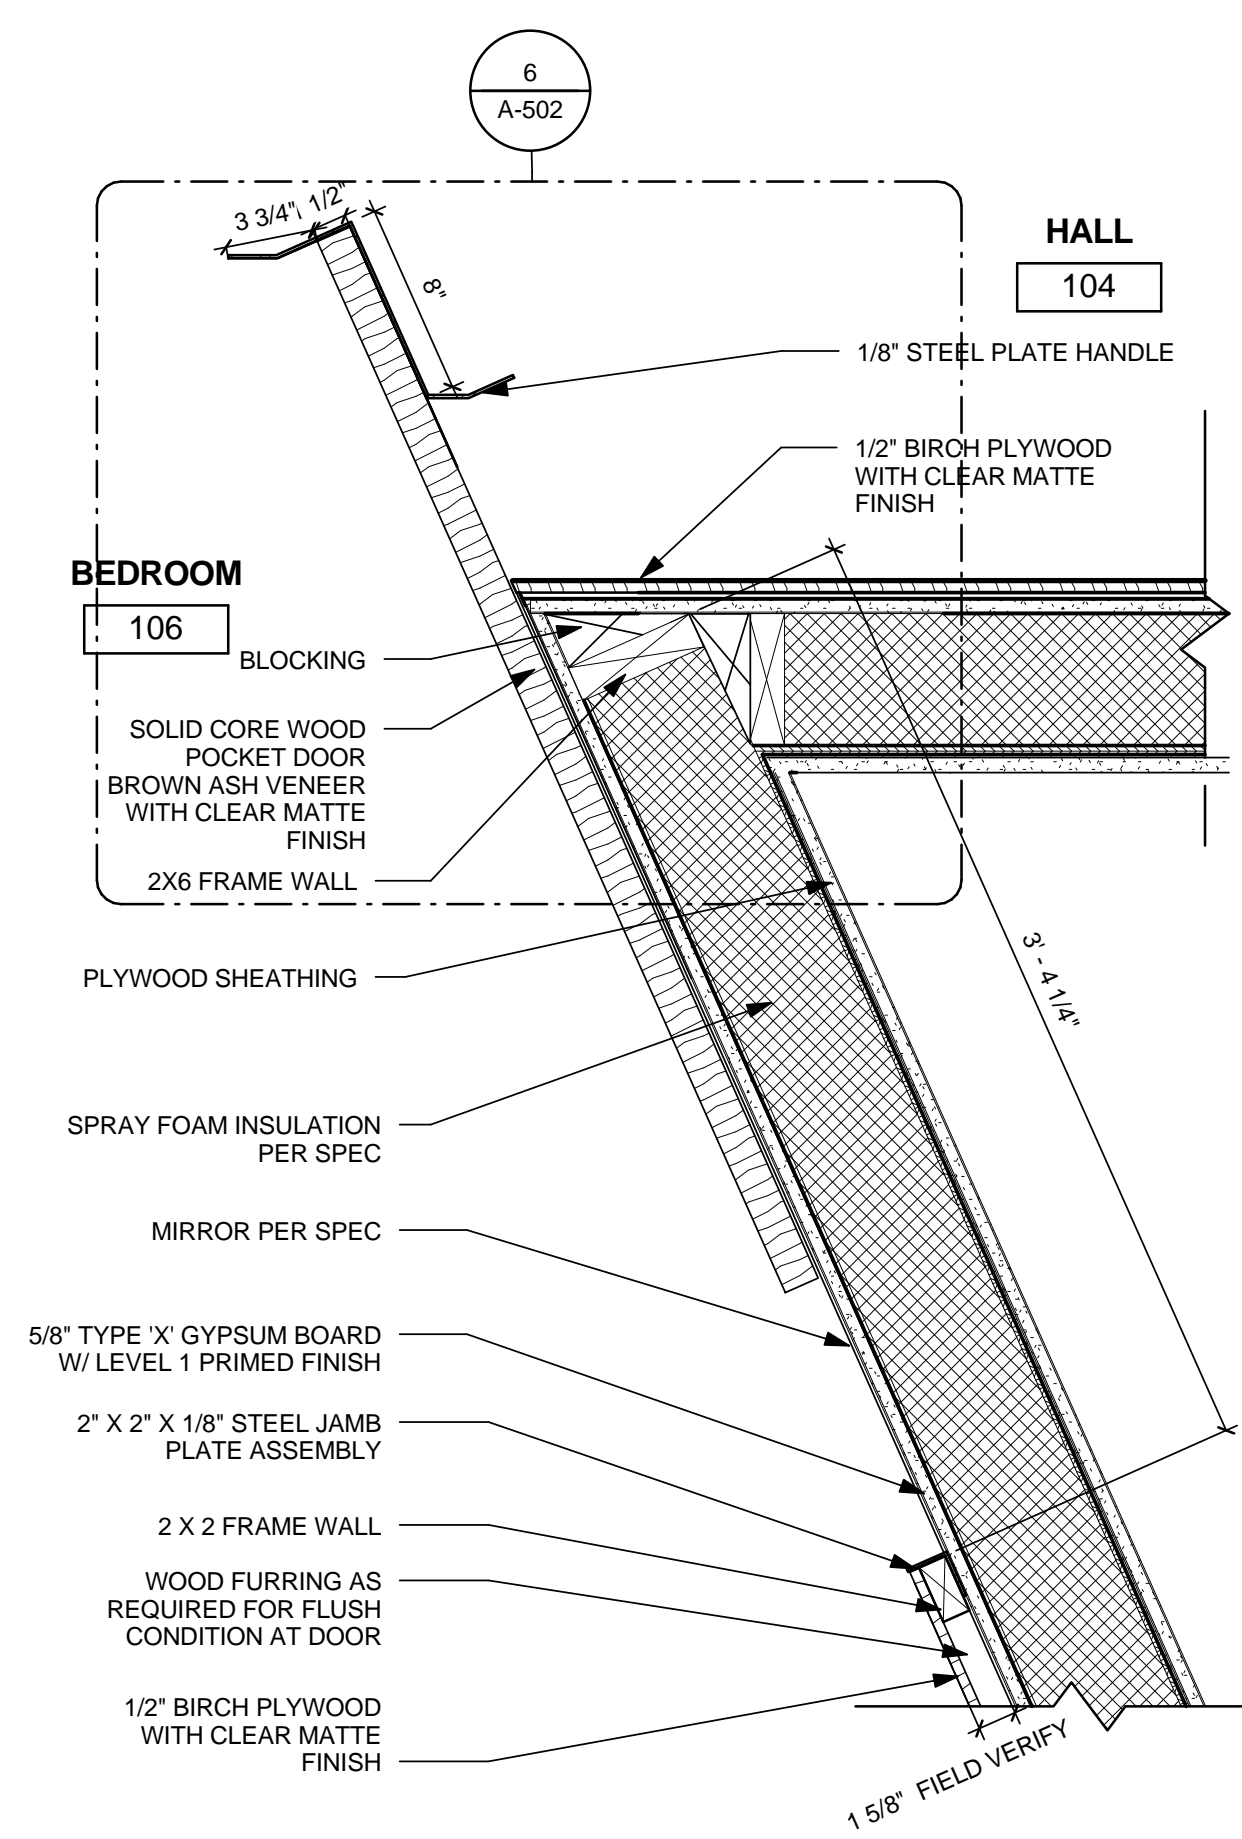 6
A-502
3 3/4"
1/2"
8"
HALL
104
1/8" STEEL PLATE HANDLE
1/2" BIRCH PLYWOOD
WITH CLEAR MATTE
FINISH
BEDROOM
106
BLOCKING
SOLID CORE WOOD
POCKET DOOR
BROWN ASH VENEER
WITH CLEAR MATTE
FINISH
2X6 FRAME WALL
PLYWOOD SHEATHING
3' - 4 1/4"
SPRAY FOAM INSULATION
PER SPEC
MIRROR PER SPEC
5/8" TYPE 'X' GYPSUM BOARD
W/ LEVEL 1 PRIMED FINISH
2" X 2" X 1/8" STEEL JAMB
PLATE ASSEMBLY
2 X 2 FRAME WALL
WOOD FURRING AS
REQUIRED FOR FLUSH
CONDITION AT DOOR
1/2" BIRCH PLYWOOD
WITH CLEAR MATTE
FINISH
1 5/8" FIELD VERIFY